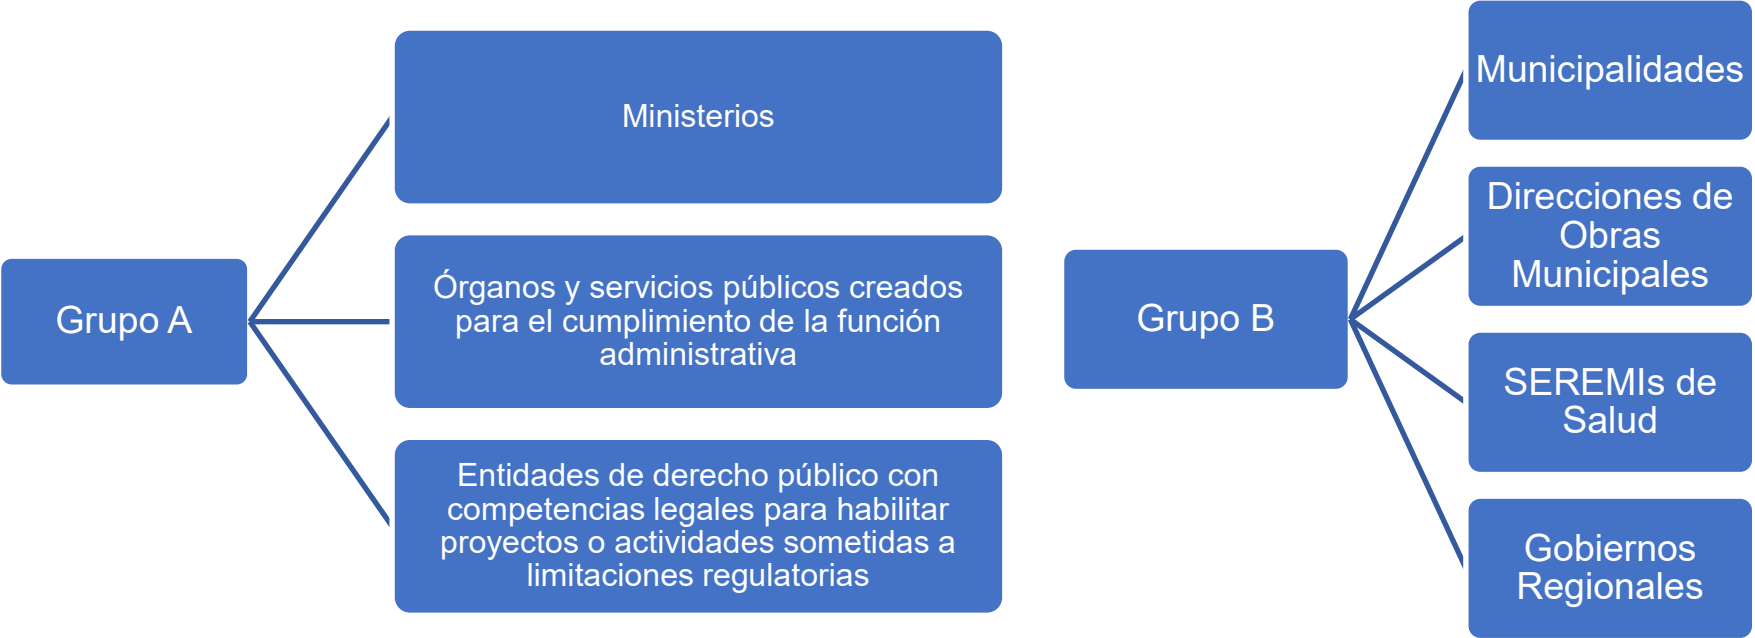 Grupo A
Ministerios
Órganos y servicios públicos creados
para el cumplimiento de la función
administrativa
Entidades de derecho público con
competencias legales para habilitar
proyectos o actividades sometidas a
limitaciones regulatorias
Grupo B
Municipalidades
Direcciones de
Obras
Municipales
SEREMIs de
Salud
Gobiernos
Regionales